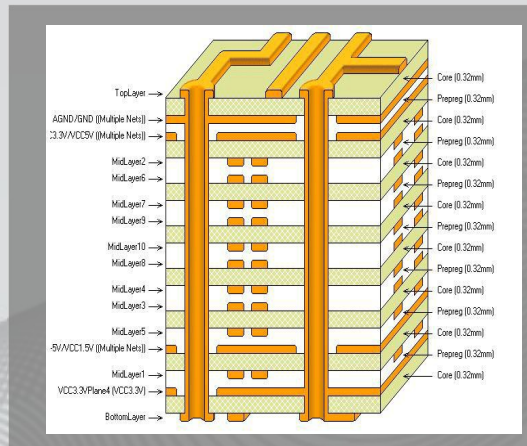 TopLayer
AGND/GND ((Multiple Nets))
C3.3V/VCC5V ((Multiple Nets))
MidLayer2
MidLayer6
MidLayer7
MidLayer9
MidLayer10
MidLayer8
MidLayer4
MidLayer3
MidLayer5
-5V/VCC1.5V ((Multiple Nets))
MidLayer1
VCC3.3VPlane4 (VCC3.3V)
BottomLayer
Core (0.32mm)
Prepreg (0.32mm)
Core (0.32mm)
Prepreg (0.32mm)
Core (0.32mm)
Prepreg (0.32mm)
Core (0.32mm)
Prepreg (0.32mm)
Core (0.32mm)
Prepreg (0.32mm)
Core (0.32mm)
Prepreg (0.32mm)
Core (0.32mm)
Prepreg (0.32mm)
Core (0.32mm)